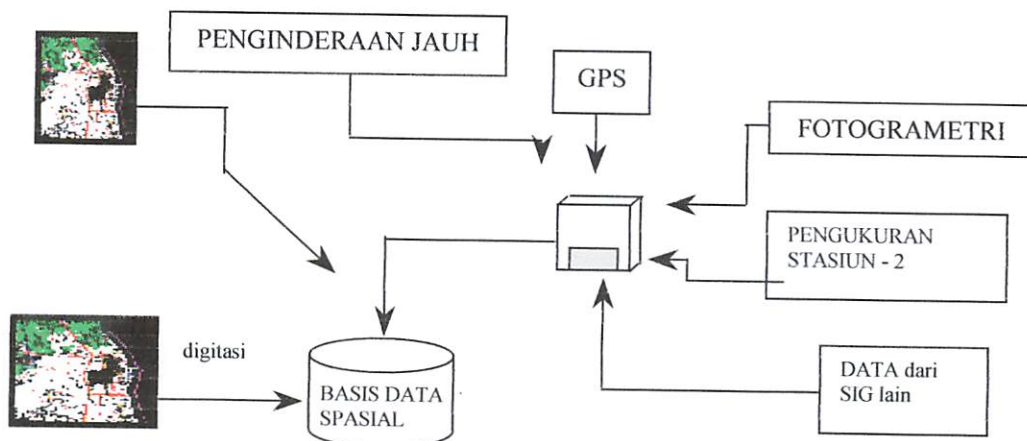 PENGINDERAAN JAUH
GPS
FOTOGRAMETRI
PENGUKURAN
STASIUN - 2
digitasi
BASIS DATA
SPASIAL
DATA dari
SIG lain